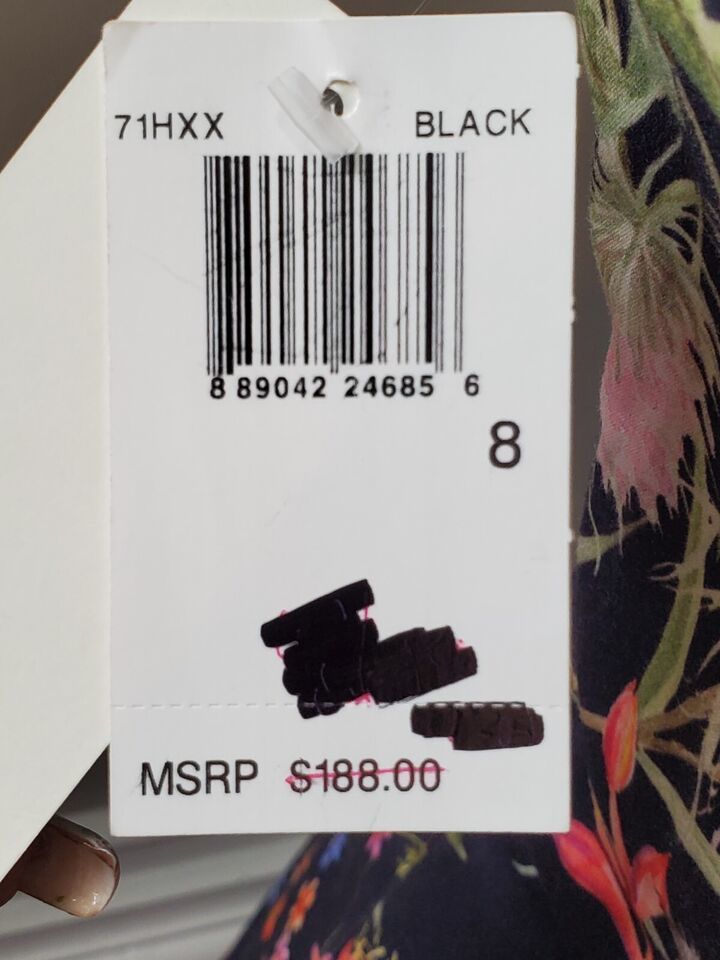 71HXX BLACK
8 89042 24685 6
8
MSRP $188.00